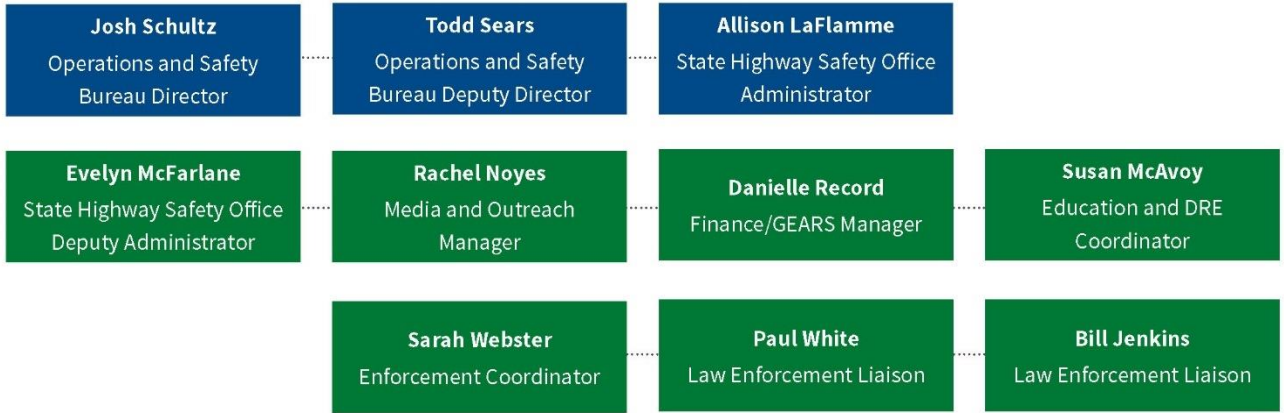 Josh Schultz
Operations and Safety
Bureau Director
Todd Sears
Operations and Safety
Bureau Deputy Director
Allison LaFlamme
State Highway Safety Office
Administrator
Evelyn McFarlane
State Highway Safety Office
Deputy Administrator
Rachel Noyes
Media and Outreach
Manager
Danielle Record
Finance/GEARS Manager
Susan McAvoy
Education and DRE
Coordinator
Sarah Webster
Enforcement Coordinator
Paul White
Law Enforcement Liaison
Bill Jenkins
Law Enforcement Liaison